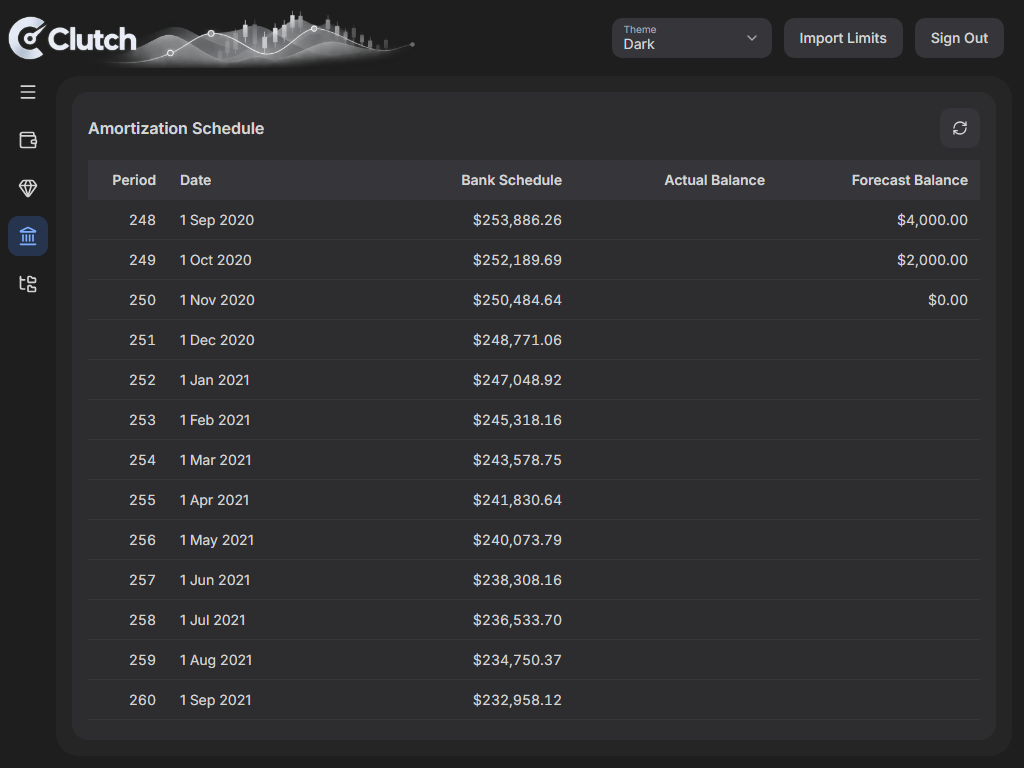 Clutch
Theme
Dark
Import Limits
Sign Out
Amortization Schedule
Period Date Bank Schedule Actual Balance Forecast Balance
248 1 Sep 2020 $253,886.26 $4,000.00
249 1 Oct 2020 $252,189.69 $2,000.00
250 1 Nov 2020 $250,484.64 $0.00
251 1 Dec 2020 $248,771.06
252 1 Jan 2021 $247,048.92
253 1 Feb 2021 $245,318.16
254 1 Mar 2021 $243,578.75
255 1 Apr 2021 $241,830.64
256 1 May 2021 $240,073.79
257 1 Jun 2021 $238,308.16
258 1 Jul 2021 $236,533.70
259 1 Aug 2021 $234,750.37
260 1 Sep 2021 $232,958.12